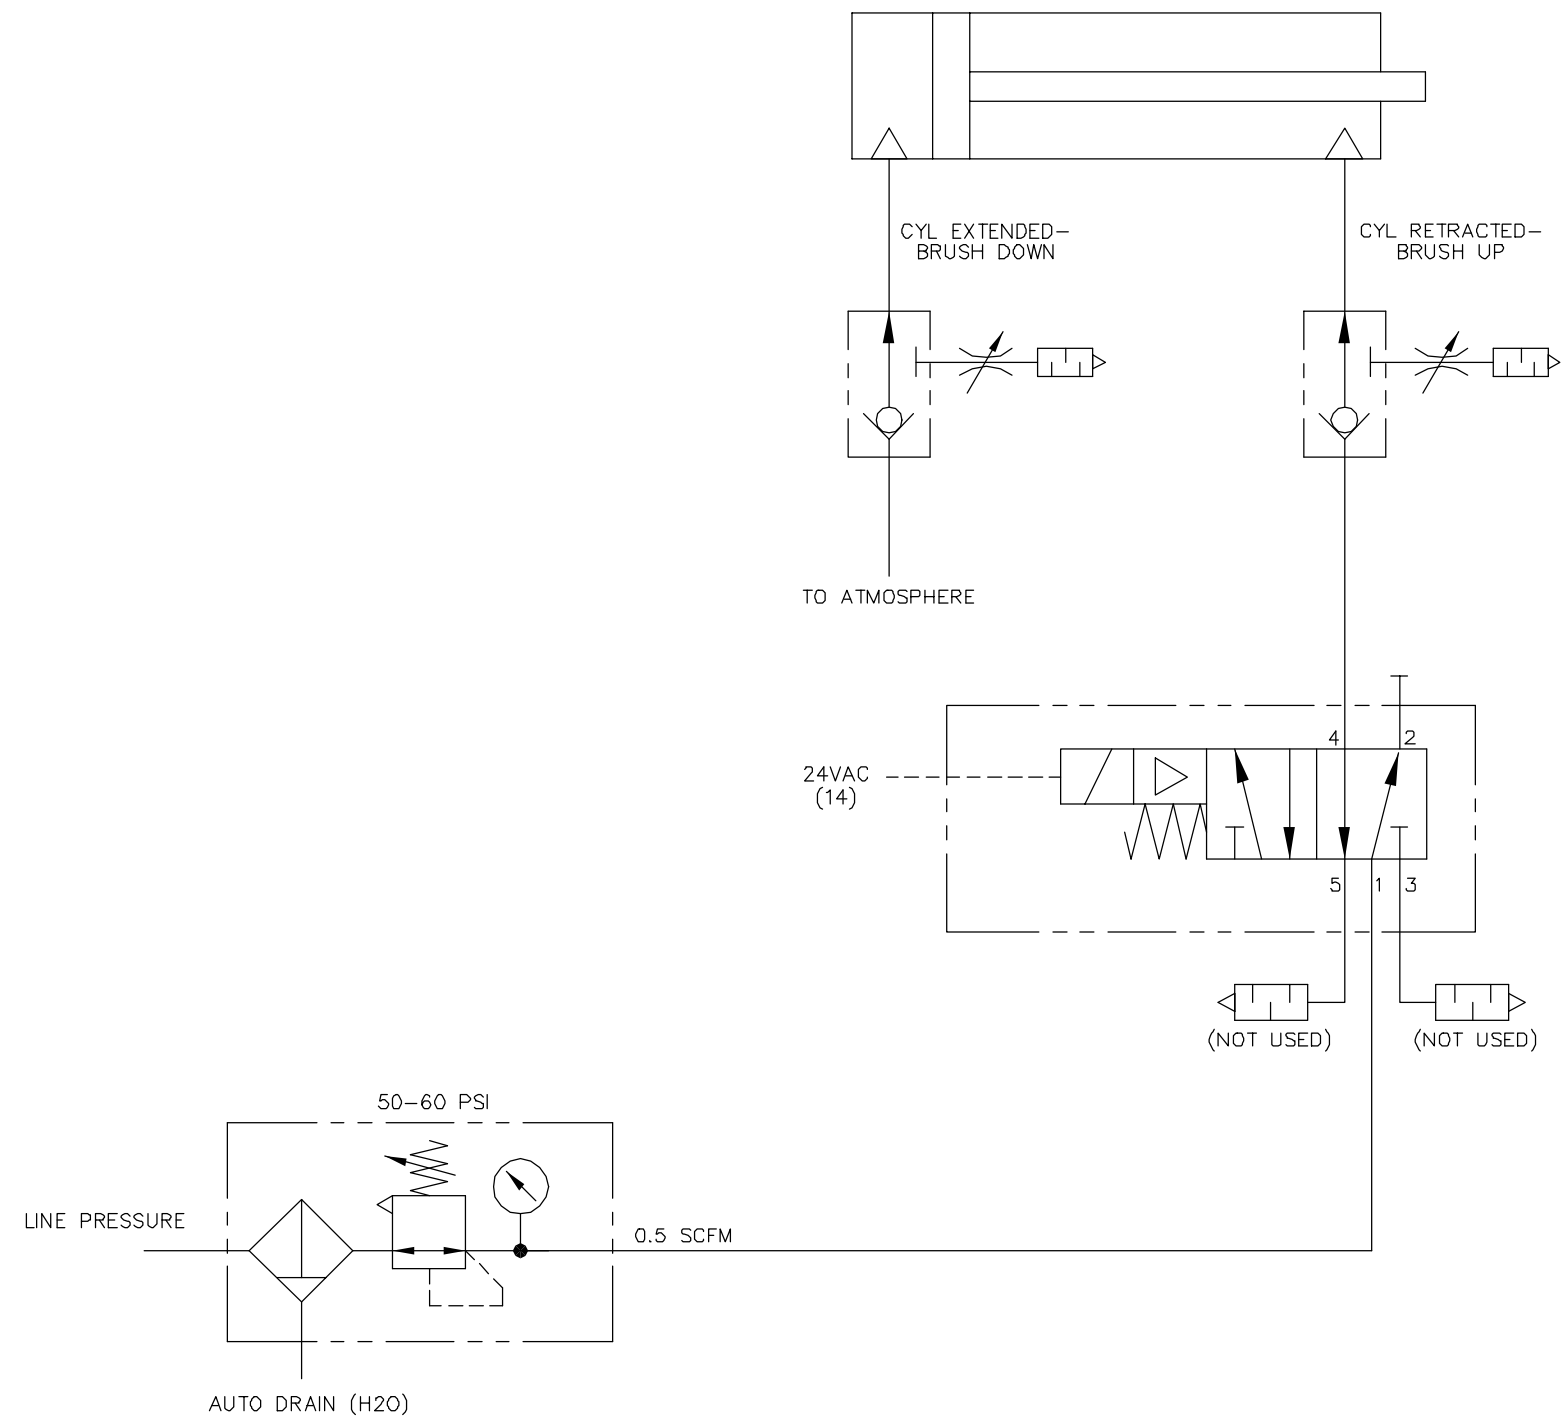 CYL EXTENDED-
BRUSH DOWN
CYL RETRACTED-
BRUSH UP
TO ATMOSPHERE
4
2
24VAC
(14)
5
1
3
(NOT USED)
(NOT USED)
50-60 PSI
LINE PRESSURE
0.5 SCFM
AUTO DRAIN (H2O)